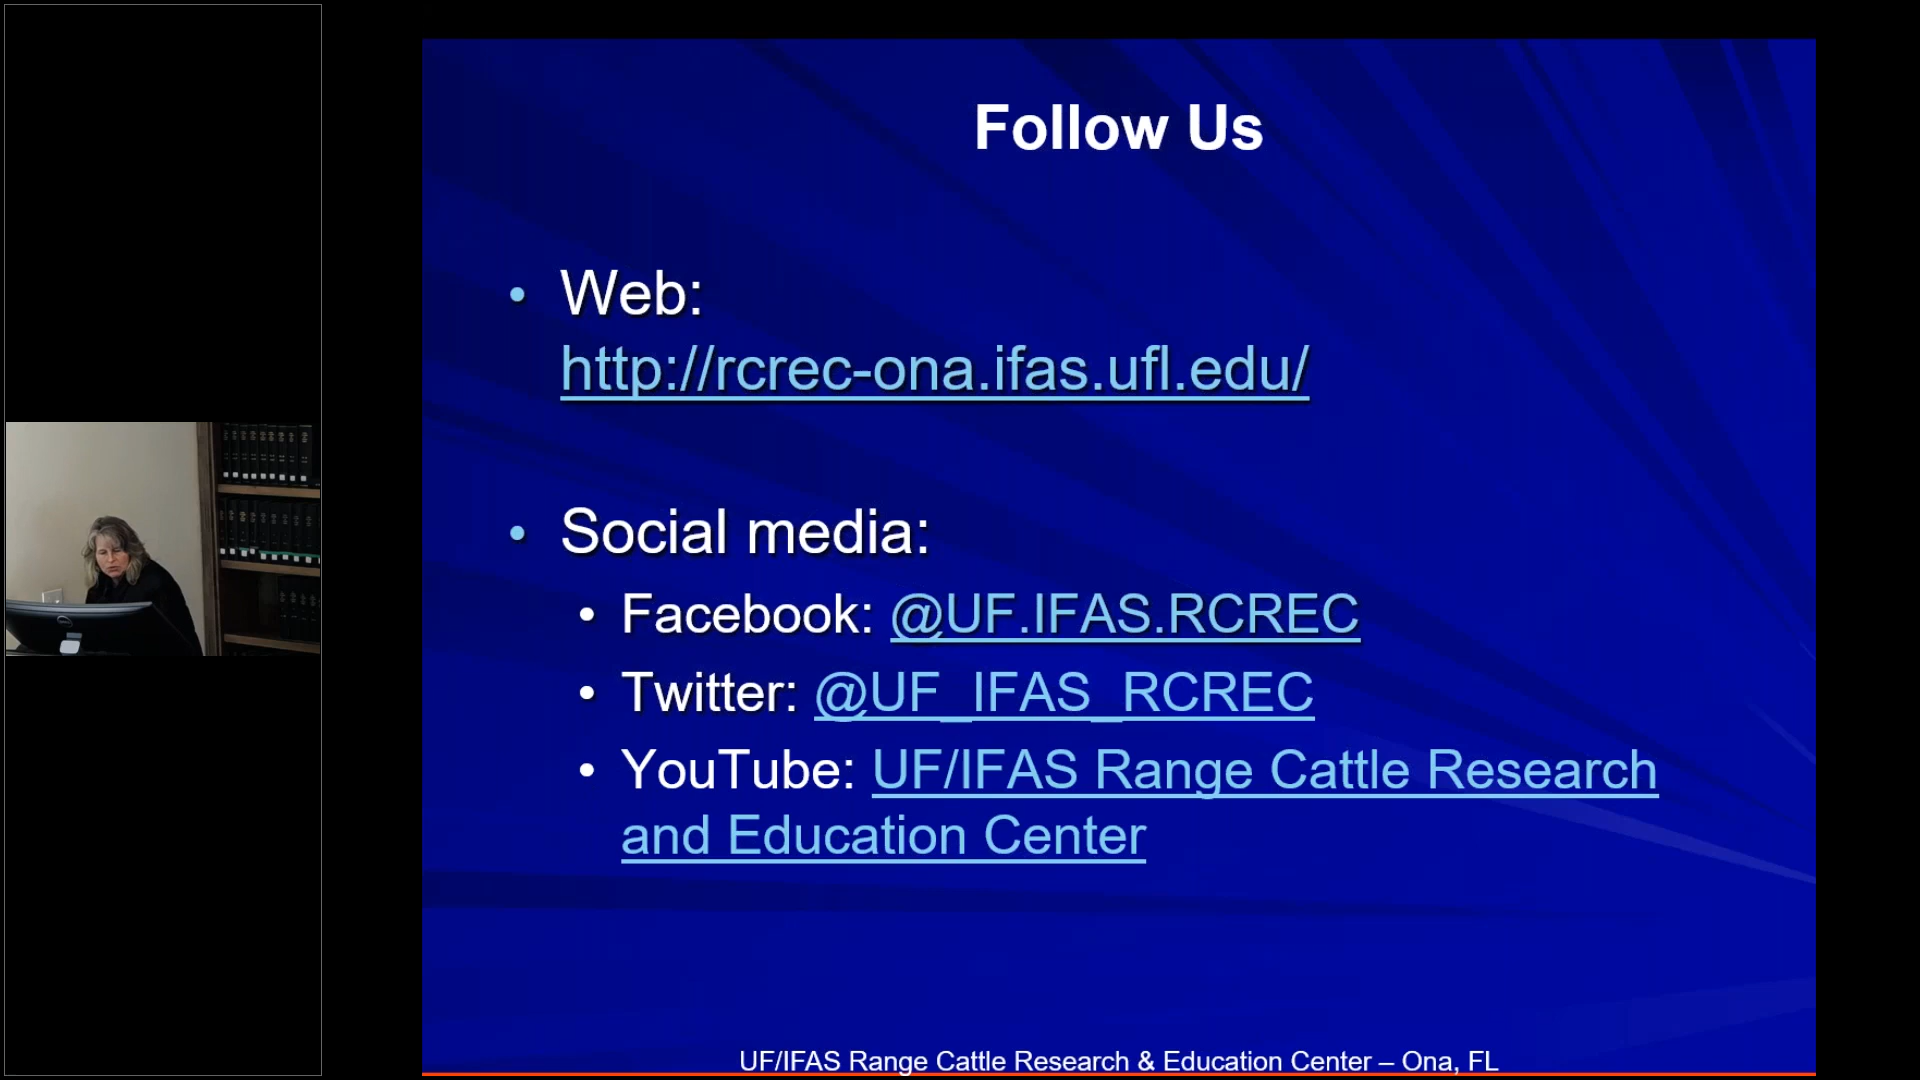 Follow Us
• Web:
http://rcrec-ona.ifas.ufl.edu/
• Social media:
• Facebook: @UF.IFAS.RCREC
• Twitter: @UF_IFAS_RCREC
• YouTube: UF/IFAS Range Cattle Research
and Education Center
UF/IFAS Range Cattle Research & Education Center – Ona, FL